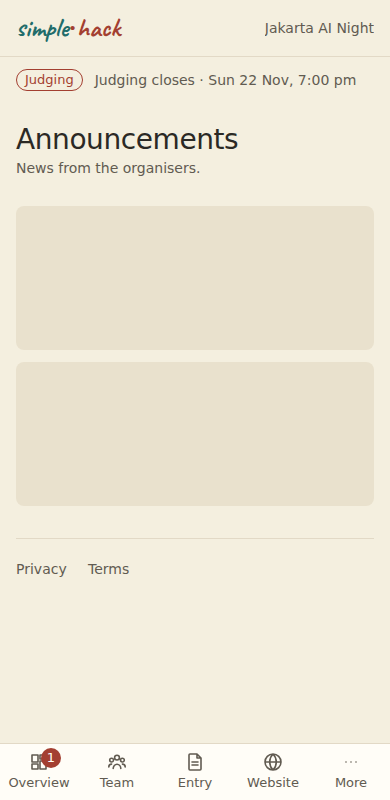 simple·hack
Jakarta AI Night
Judging
Judging closes · Sun 22 Nov, 7:00 pm
Announcements
News from the organisers.
Privacy
Terms
1
Overview
Team
Entry
Website
More